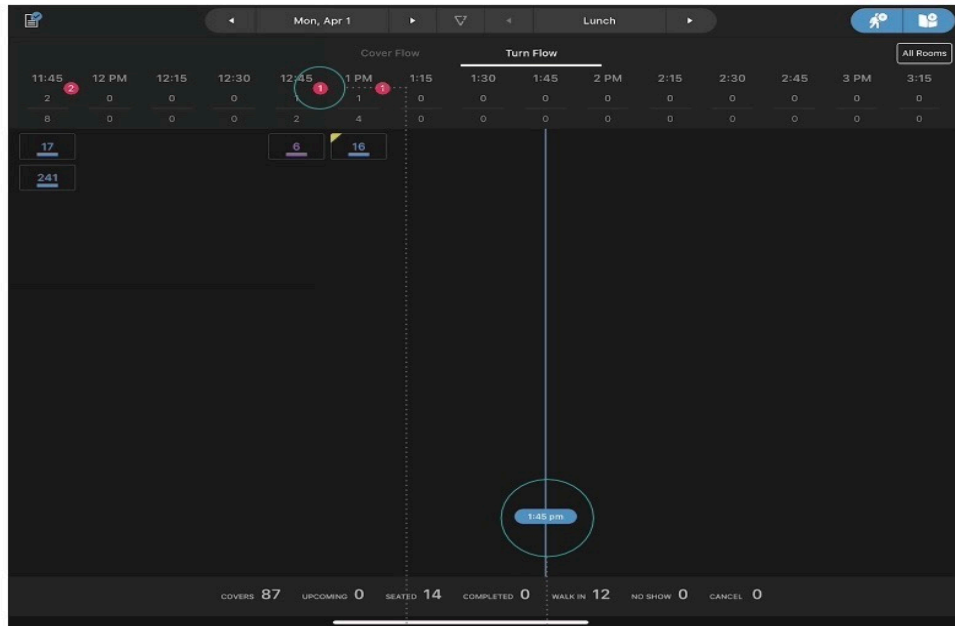 Mon, Apr 1 Lunch
Cover Flow Turn Flow All Rooms
11:45 12 PM 12:15 12:30 12:45 1 PM 1:15 1:30 1:45 2 PM 2:15 2:30 2:45 3 PM 3:15
2 1 1
2 0 0 0 1 1 0 0 0 0 0 0 0 0 0
8 0 0 0 2 4 0 0 0 0 0 0 0 0 0
17 6 16
241
1:45 pm
COVERS 87 UPCOMING 0 SEATED 14 COMPLETED 0 WALK IN 12 NO SHOW 0 CANCEL 0